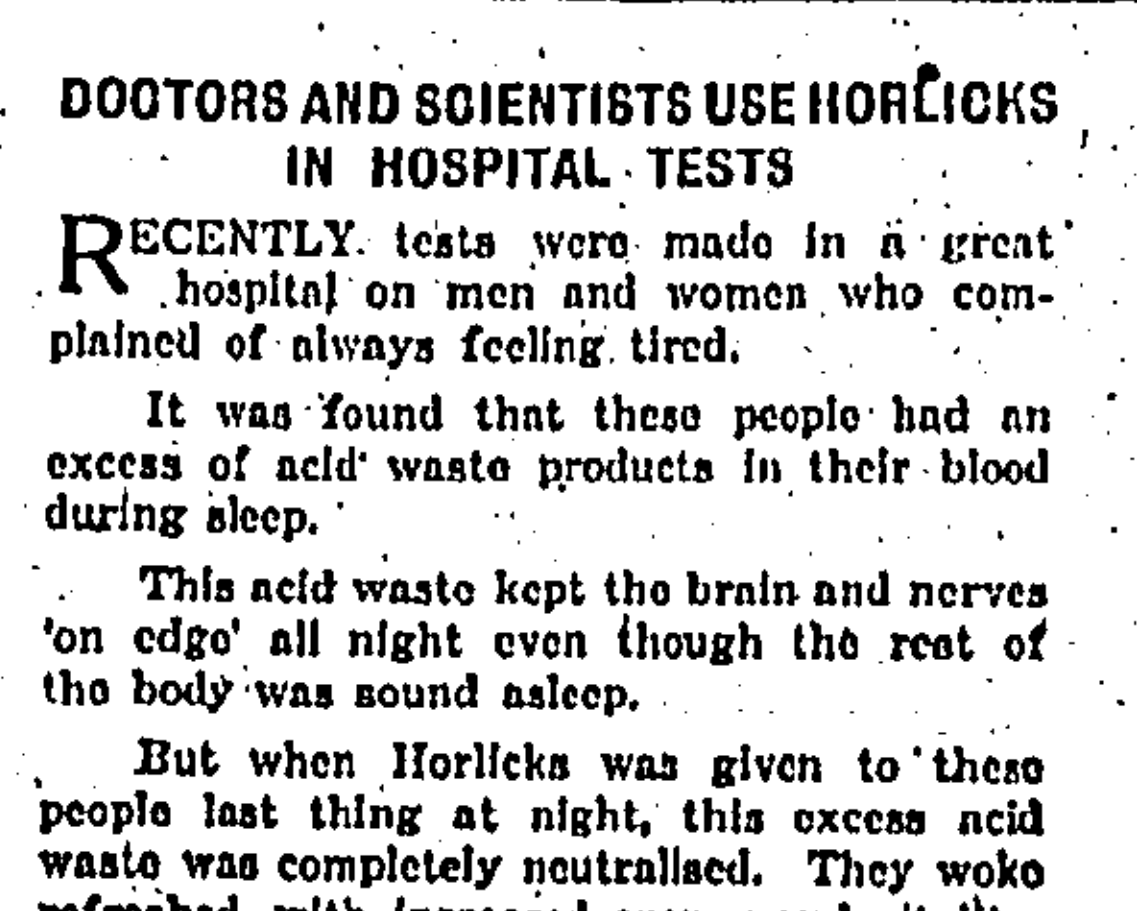 DOCTORS AND SCIENTISTS USE HORLICKS
IN HOSPITAL TESTS
RECENTLY tests were made in a great
hospital on men and women who com-
plained of always feeling tired.
It was found that these people had an
excess of acid waste products in their blood
during sleep.
This acid waste kept the brain and nerves
'on edge' all night even though the rest of
the body was sound asleep.
But when Horlicks was given to these
people last thing at night, this excess acid
waste was completely neutralised. They woke
refreshed with increased